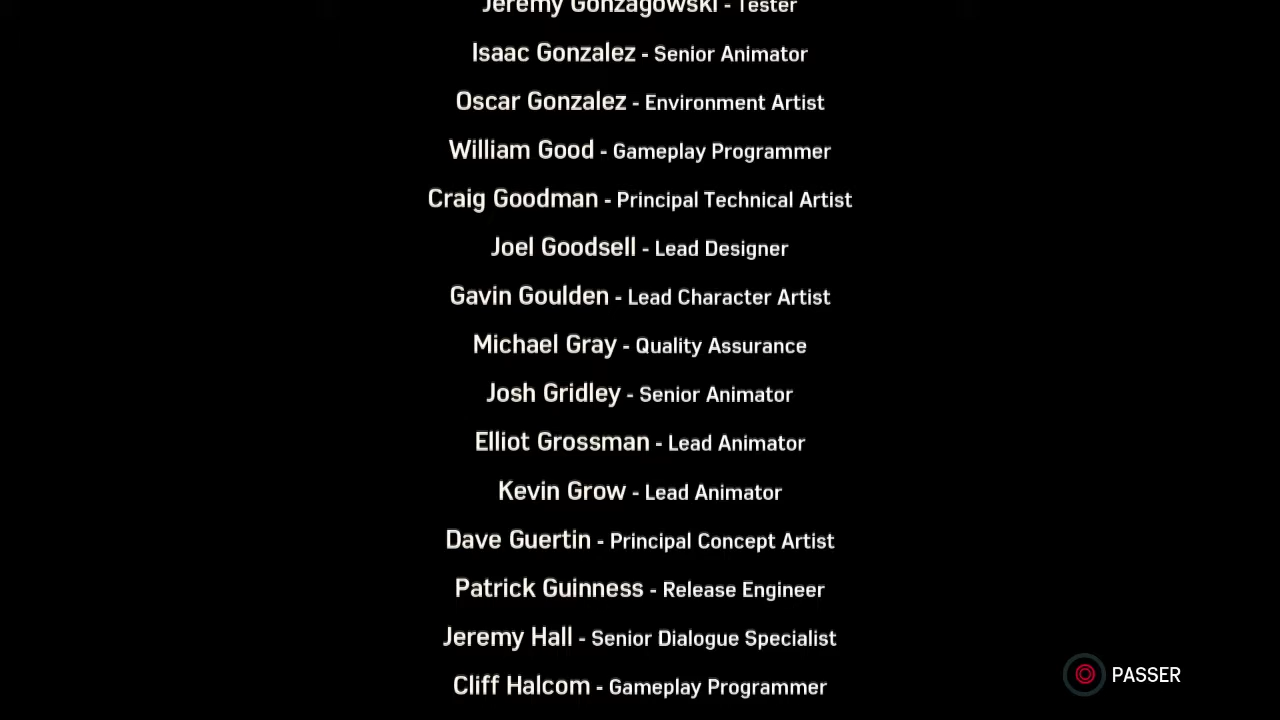 Jeremy Gonzagowski - Tester
Isaac Gonzalez - Senior Animator
Oscar Gonzalez - Environment Artist
William Good - Gameplay Programmer
Craig Goodman - Principal Technical Artist
Joel Goodsell - Lead Designer
Gavin Goulden - Lead Character Artist
Michael Gray - Quality Assurance
Josh Gridley - Senior Animator
Elliot Grossman - Lead Animator
Kevin Grow - Lead Animator
Dave Guertin - Principal Concept Artist
Patrick Guinness - Release Engineer
Jeremy Hall - Senior Dialogue Specialist
Cliff Halcom - Gameplay Programmer
PASSER